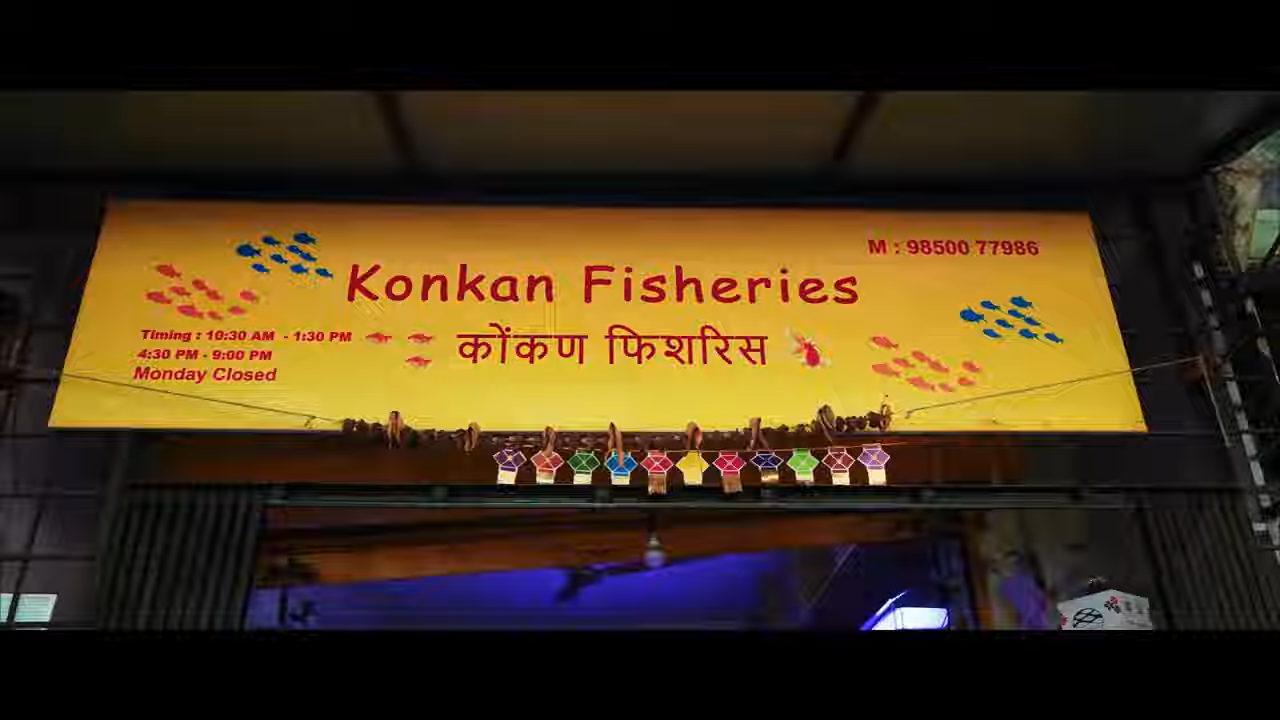 M : 98500 77986
Konkan Fisheries
कोंकण फिशरिस
Timing : 10:30 AM - 1:30 PM
4:30 PM - 9:00 PM
Monday Closed